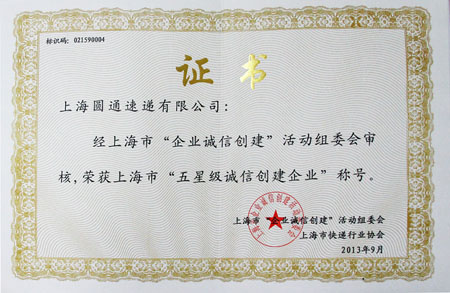 标识码：021590004
证书
上海圆通速递有限公司：
经上海市“企业诚信创建”活动组委会审
核，荣获上海市“五星级诚信创建企业”称号。
上海市“企业诚信创建”活动组委会
上海市快递行业协会
2013年9月